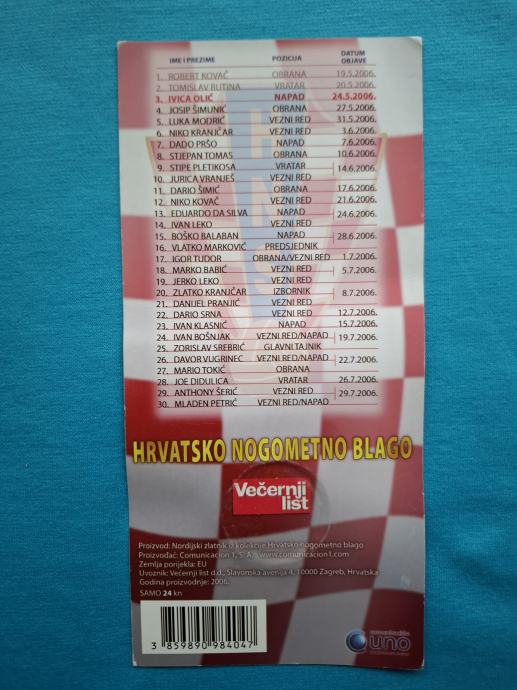 IME I PREZIME POZICIJA DATUM OBJAVE
1. ROBERT KOVAČ OBRANA 19.5.2006.
2. TOMISLAV BUTINA VRATAR 20.5.2006.
3. IVICA OLIĆ NAPAD 24.5.2006.
4. JOSIP ŠIMUNIĆ OBRANA 27.5.2006.
5. LUKA MODRIĆ VEZNI RED 31.5.2006.
6. NIKO KRANJČAR VEZNI RED 3.6.2006.
7. DADO PRŠO NAPAD 7.6.2006.
8. STJEPAN TOMAS OBRANA 10.6.2006.
9. STIPE PLETIKOSA VRATAR 14.6.2006.
10. JURICA VRANJEŠ VEZNI RED
11. DARIO ŠIMIĆ OBRANA 17.6.2006.
12. NIKO KOVAČ VEZNI RED 21.6.2006.
13. EDUARDO DA SILVA NAPAD 24.6.2006.
14. IVAN LEKO VEZNI RED
15. BOŠKO BALABAN NAPAD 28.6.2006.
16. VLATKO MARKOVIĆ PREDSJEDNIK
17. IGOR TUDOR OBRANA/VEZNI RED 1.7.2006.
18. MARKO BABIĆ VEZNI RED 5.7.2006.
19. JERKO LEKO VEZNI RED
20. ZLATKO KRANJČAR IZBORNIK 8.7.2006.
21. DANIJEL PRANJIĆ VEZNI RED
22. DARIO SRNA VEZNI RED 12.7.2006.
23. IVAN KLASNIĆ NAPAD 15.7.2006.
24. IVAN BOŠNJAK VEZNI RED/NAPAD 19.7.2006.
25. ZORISLAV SREBRIĆ GLAVNI TAJNIK
26. DAVOR VUGRINEC VEZNI RED/NAPAD 22.7.2006.
27. MARIO TOKIĆ OBRANA
28. JOE DIDULICA VRATAR 26.7.2006.
29. ANTHONY ŠERIĆ VEZNI RED 29.7.2006.
30. MLADEN PETRIĆ VEZNI RED/NAPAD
HRVATSKO NOGOMETNO BLAGO
Večernji
list
Proizvod: Nordijski zlatnik iz kolekcije Hrvatsko nogometno blago
Proizvođač: Comunicacion 1, S. A., www.comunicacion1.com
Zemlja porijekla: EU
Uvoznik: Večernji list d.d., Slavonska avenija 4, 10000 Zagreb, Hrvatska
Godina proizvodnje: 2006.
SAMO 24 kn
3 859890 984047
uno